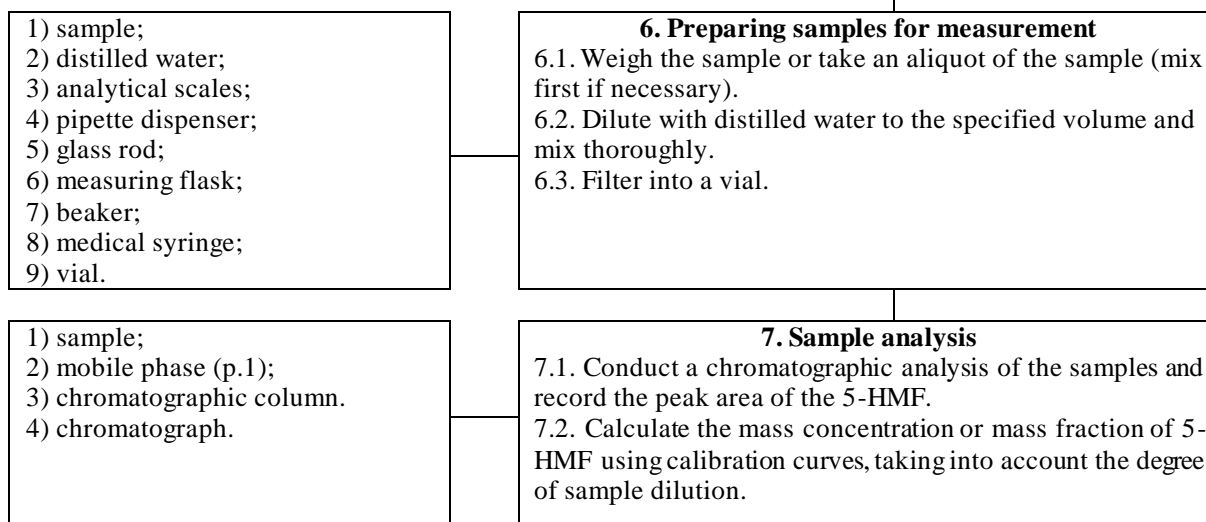 1) sample;
2) distilled water;
3) analytical scales;
4) pipette dispenser;
5) glass rod;
6) measuring flask;
7) beaker;
8) medical syringe;
9) vial.
6. Preparing samples for measurement
6.1. Weigh the sample or take an aliquot of the sample (mix
first if necessary).
6.2. Dilute with distilled water to the specified volume and
mix thoroughly.
6.3. Filter into a vial.
1) sample;
2) mobile phase (p.1);
3) chromatographic column.
4) chromatograph.
7. Sample analysis
7.1. Conduct a chromatographic analysis of the samples and
record the peak area of the 5-HMF.
7.2. Calculate the mass concentration or mass fraction of 5-
HMF using calibration curves, taking into account the degree
of sample dilution.